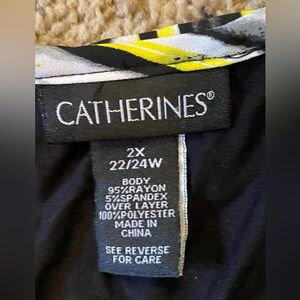 CATHERINES®
2X
22/24W
BODY
95%RAYON
5%SPANDEX
OVER LAYER
100%POLYESTER
MADE IN
CHINA
SEE REVERSE
FOR CARE